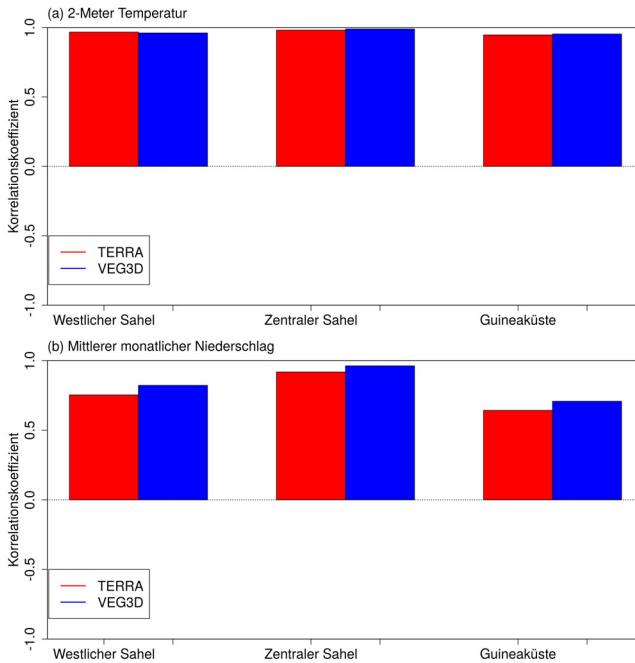 (a) 2-Meter Temperatur
Korrelationskoeffizient
1.0
0.5
0.0
-0.5
-1.0
TERRA
VEG3D
Westlicher Sahel
Zentraler Sahel
Guineaküste
(b) Mittlerer monatlicher Niederschlag
Korrelationskoeffizient
1.0
0.5
0.0
-0.5
-1.0
TERRA
VEG3D
Westlicher Sahel
Zentraler Sahel
Guineaküste